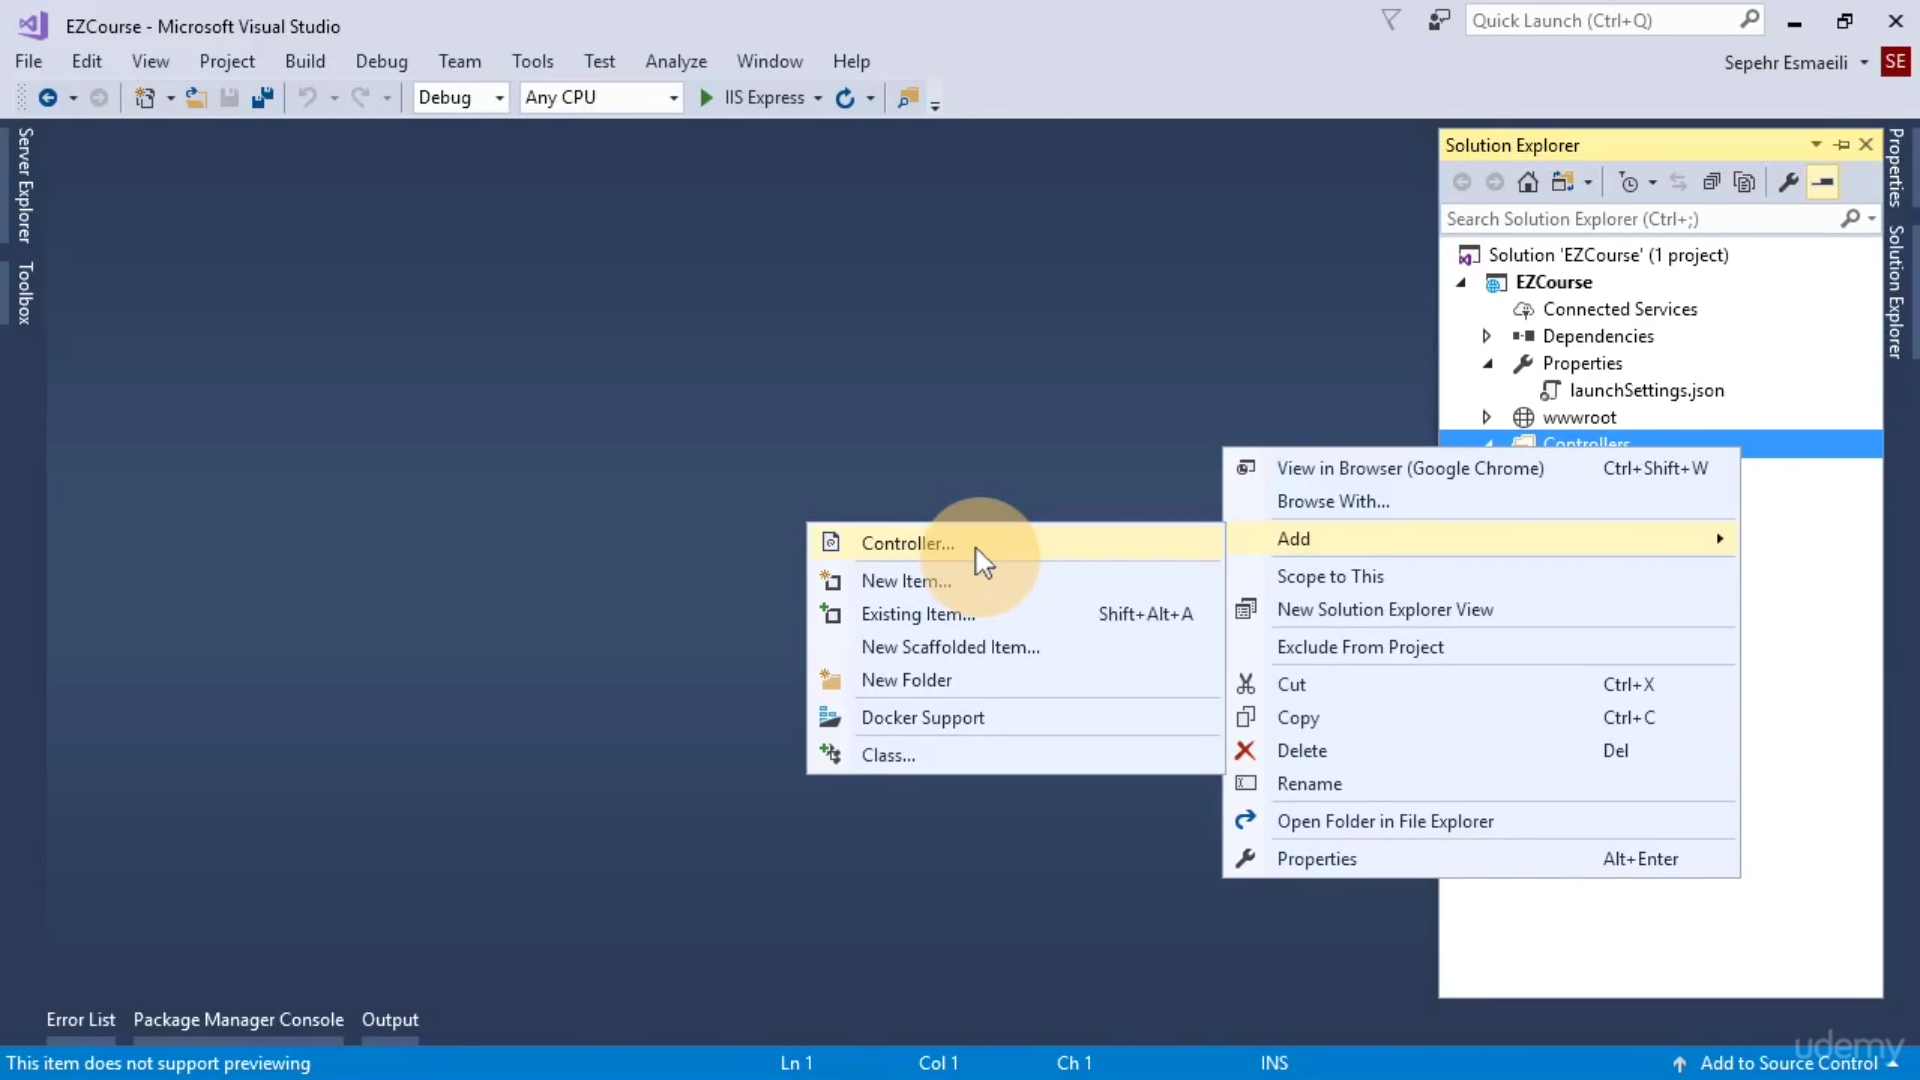 EZCourse - Microsoft Visual Studio
Quick Launch (Ctrl+Q)
File Edit View Project Build Debug Team Tools Test Analyze Window Help
Sepehr Esmaeili SE
Debug Any CPU IIS Express
Server Explorer
Toolbox
Solution Explorer
Search Solution Explorer (Ctrl+;)
Solution 'EZCourse' (1 project)
EZCourse
Connected Services
Dependencies
Properties
launchSettings.json
wwwroot
Controllers
Properties
Solution Explorer
View in Browser (Google Chrome) Ctrl+Shift+W
Browse With...
Add
Scope to This
New Solution Explorer View
Exclude From Project
Cut Ctrl+X
Copy Ctrl+C
Delete Del
Rename
Open Folder in File Explorer
Properties Alt+Enter
Controller...
New Item...
Existing Item... Shift+Alt+A
New Scaffolded Item...
New Folder
Docker Support
Class...
Error List Package Manager Console Output
udemy
This item does not support previewing Ln 1 Col 1 Ch 1 INS Add to Source Control